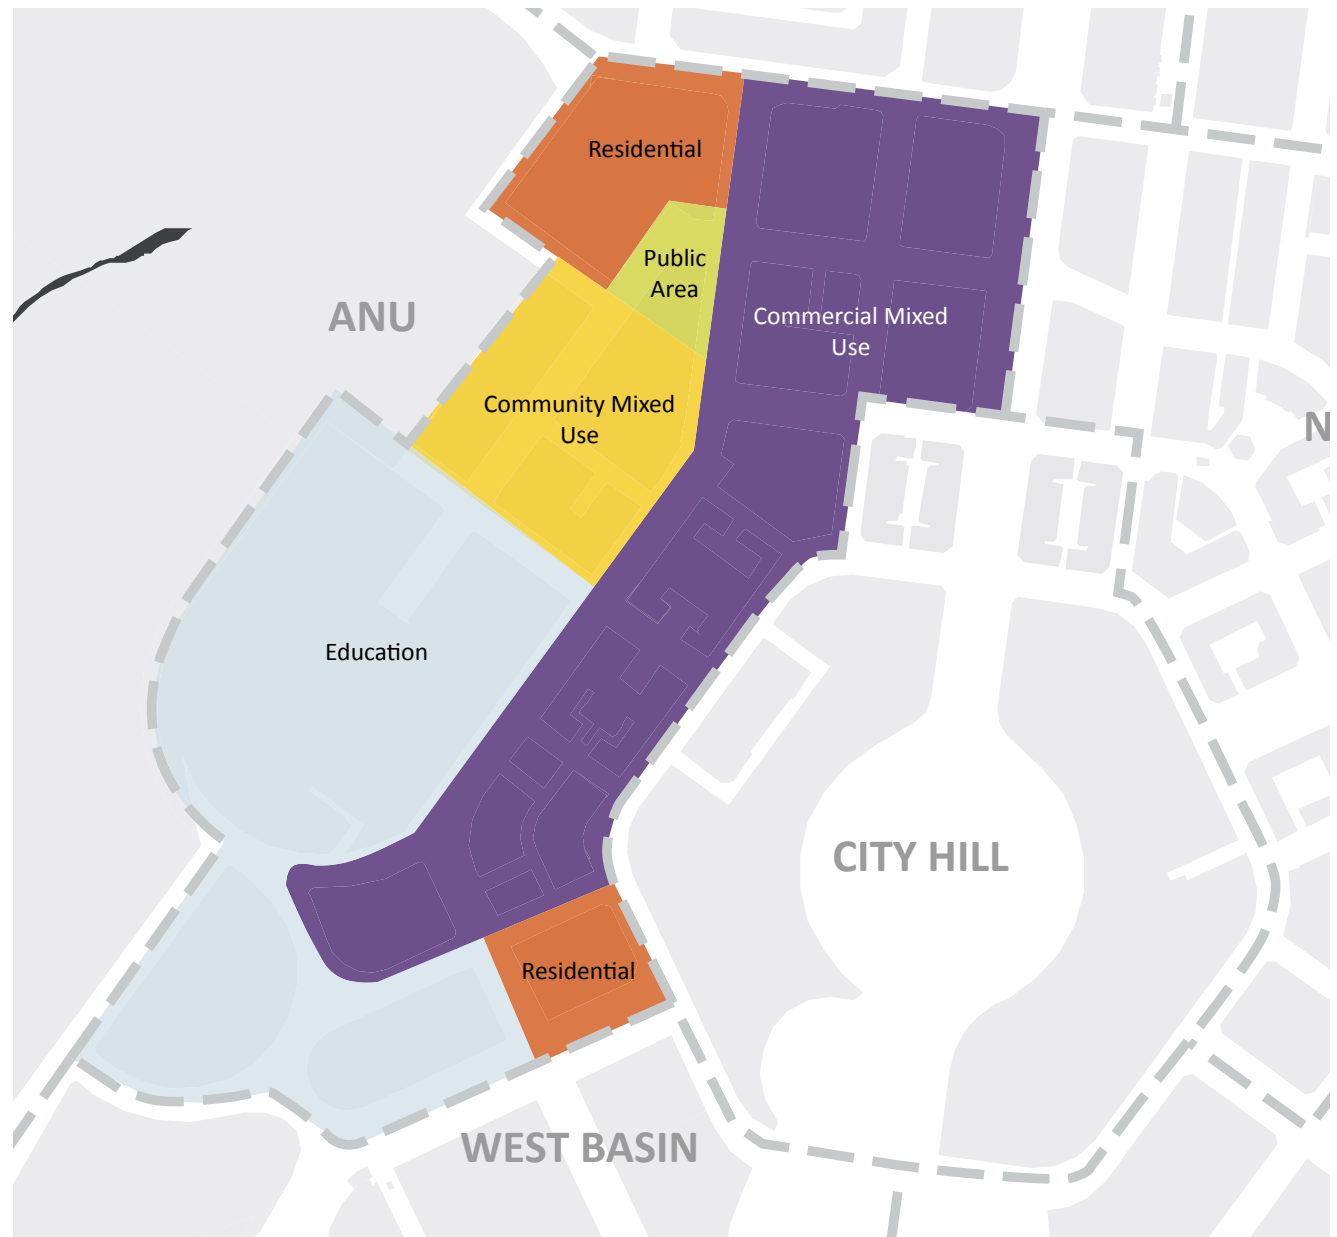 Residential
Public
Area
ANU
Commercial Mixed
Use
Community Mixed
Use
N
Education
CITY HILL
Residential
WEST BASIN